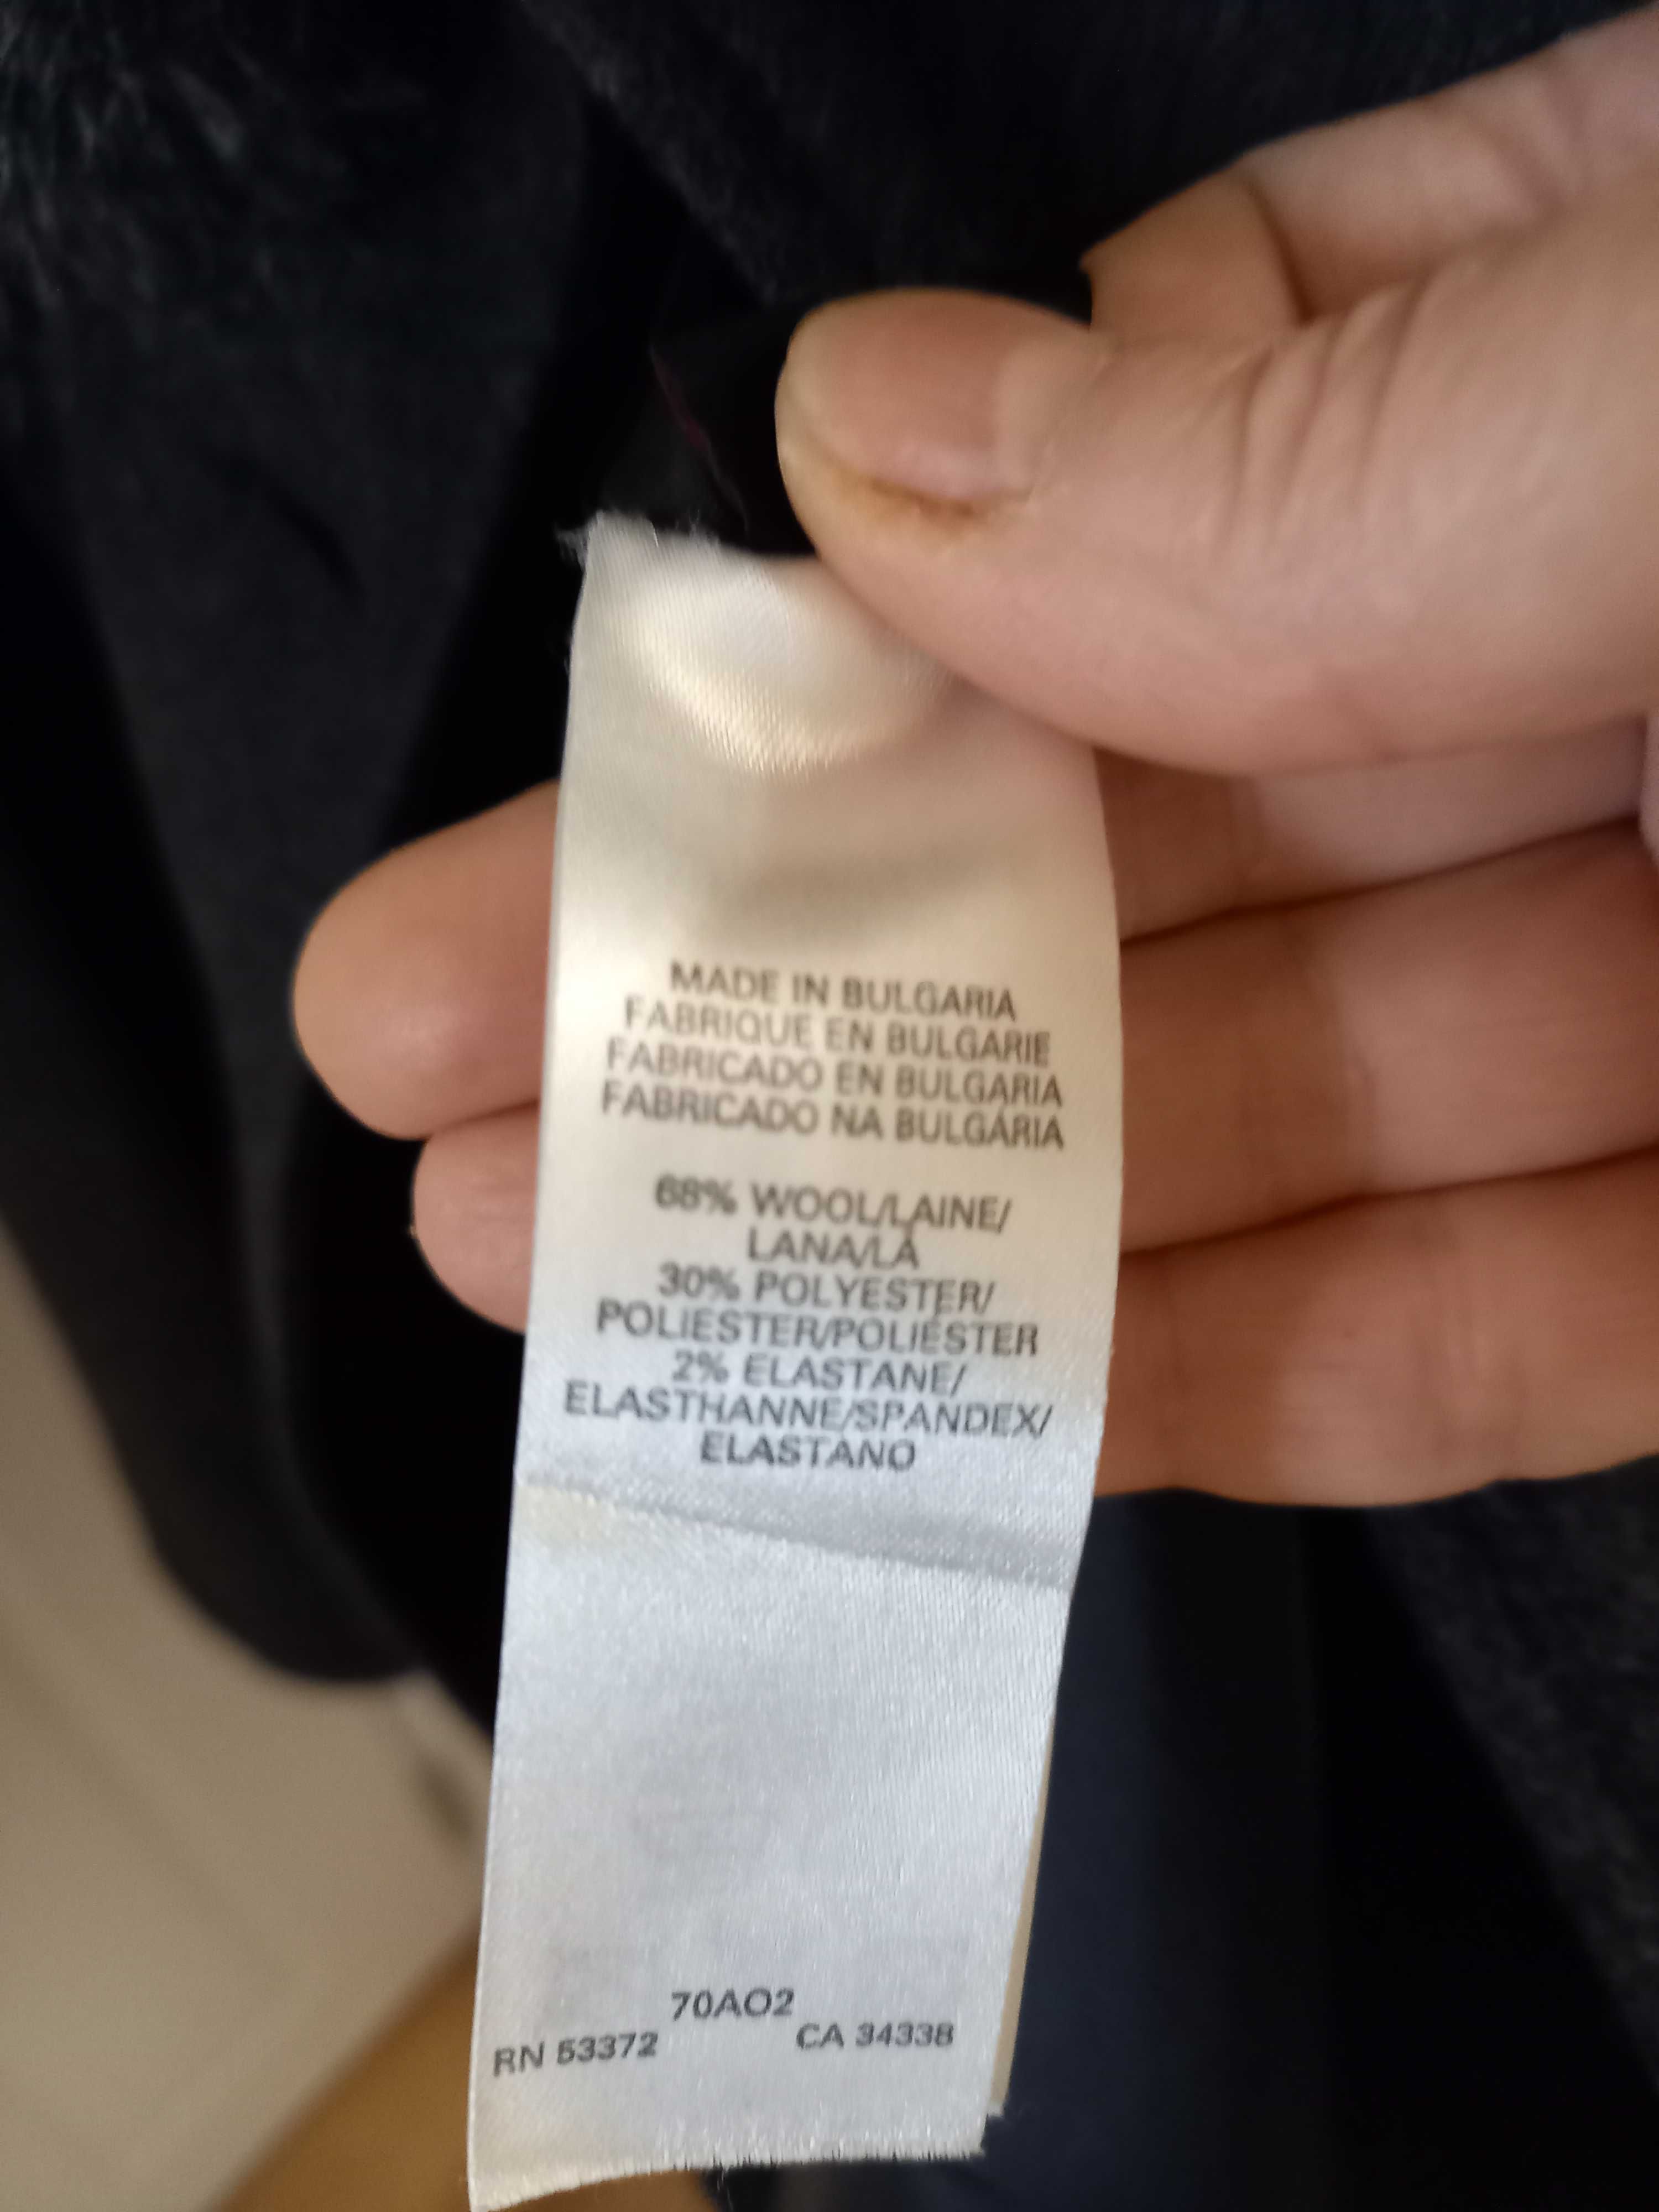 MADE IN BULGARIA
FABRIQUE EN BULGARIE
FABRICADO EN BULGARIA
FABRICADO NA BULGÁRIA
68% WOOL/LAINE/
LANA/LÃ
30% POLYESTER/
POLIESTER/POLIÉSTER
2% ELASTANE/
ELASTHANNE/SPANDEX/
ELASTANO
70AO2
RN 53372 CA 34338